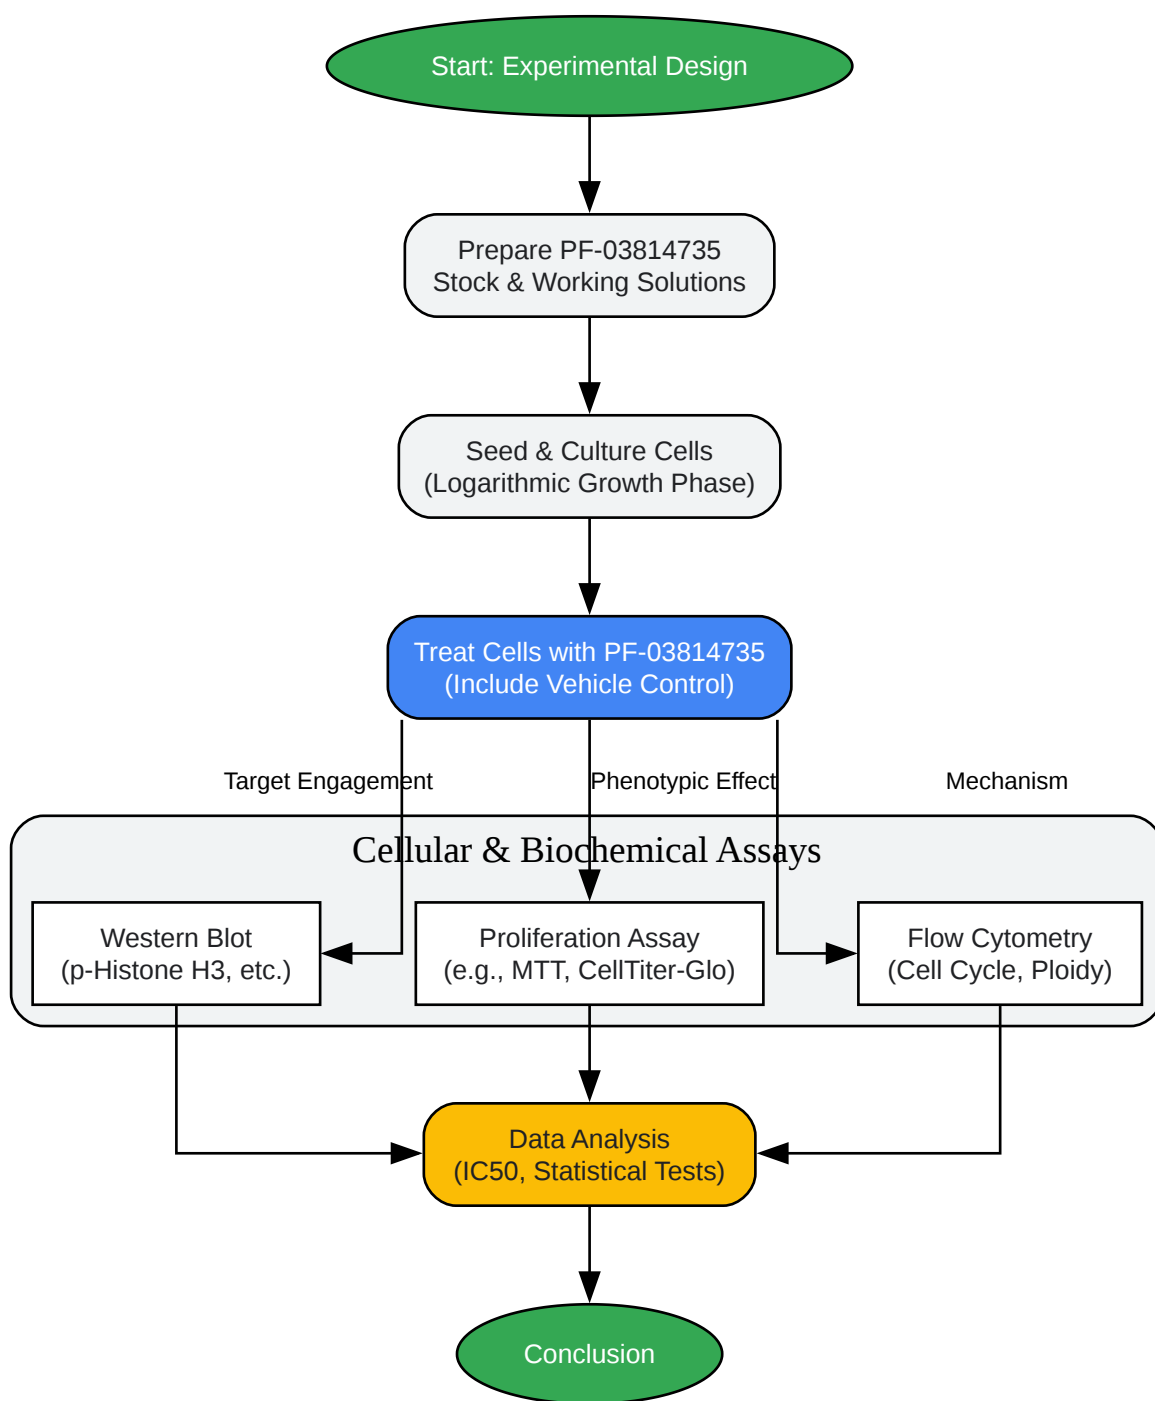 Start: Experimental Design
Prepare PF-03814735
Stock & Working Solutions
Seed & Culture Cells
(Logarithmic Growth Phase)
Treat Cells with PF-03814735
(Include Vehicle Control)
Target Engagement
Phenotypic Effect
Mechanism
Cellular & Biochemical Assays
Western Blot
(p-Histone H3, etc.)
Proliferation Assay
(e.g., MTT, CellTiter-Glo)
Flow Cytometry
(Cell Cycle, Ploidy)
Data Analysis
(IC50, Statistical Tests)
Conclusion